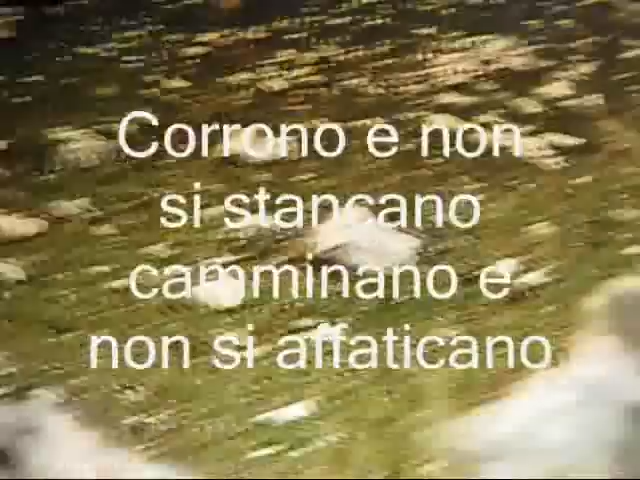 Corrono e non
si stancano
camminano e
non si affaticano